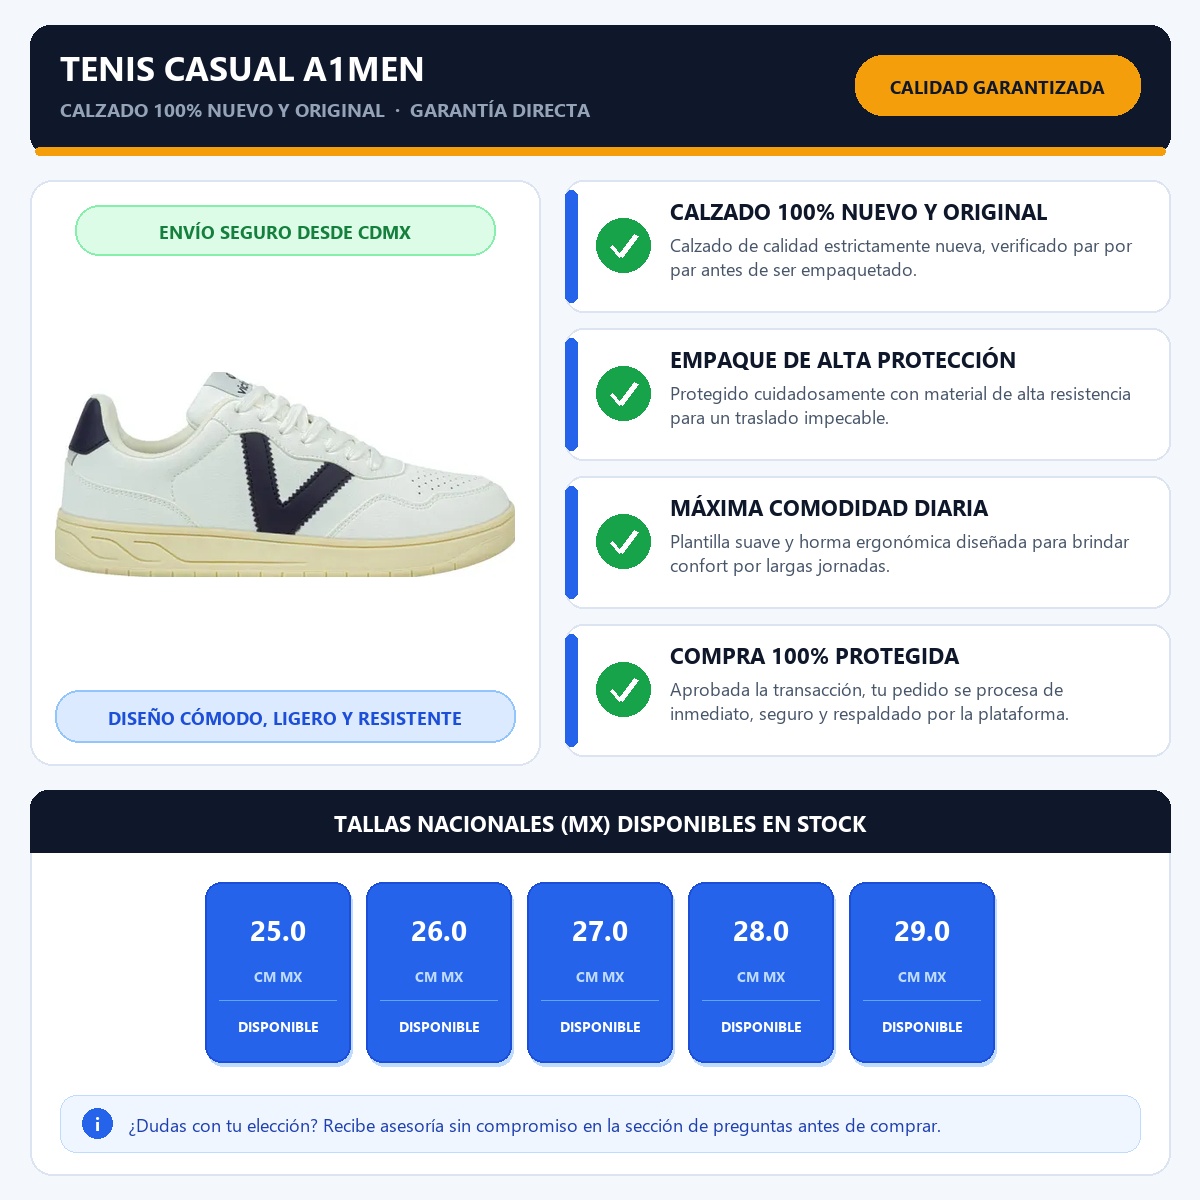 TENIS CASUAL A1MEN
CALZADO 100% NUEVO Y ORIGINAL · GARANTÍA DIRECTA
CALIDAD GARANTIZADA
ENVÍO SEGURO DESDE CDMX
V
DISEÑO CÓMODO, LIGERO Y RESISTENTE
CALZADO 100% NUEVO Y ORIGINAL
Calzado de calidad estrictamente nueva, verificado par por
par antes de ser empaquetado.
EMPAQUE DE ALTA PROTECCIÓN
Protegido cuidadosamente con material de alta resistencia
para un traslado impecable.
MÁXIMA COMODIDAD DIARIA
Plantilla suave y horma ergonómica diseñada para brindar
confort por largas jornadas.
COMPRA 100% PROTEGIDA
Aprobada la transacción, tu pedido se procesa de
inmediato, seguro y respaldado por la plataforma.
TALLAS NACIONALES (MX) DISPONIBLES EN STOCK
25.0
CM MX
DISPONIBLE
26.0
CM MX
DISPONIBLE
27.0
CM MX
DISPONIBLE
28.0
CM MX
DISPONIBLE
29.0
CM MX
DISPONIBLE
i
¿Dudas con tu elección? Recibe asesoría sin compromiso en la sección de preguntas antes de comprar.